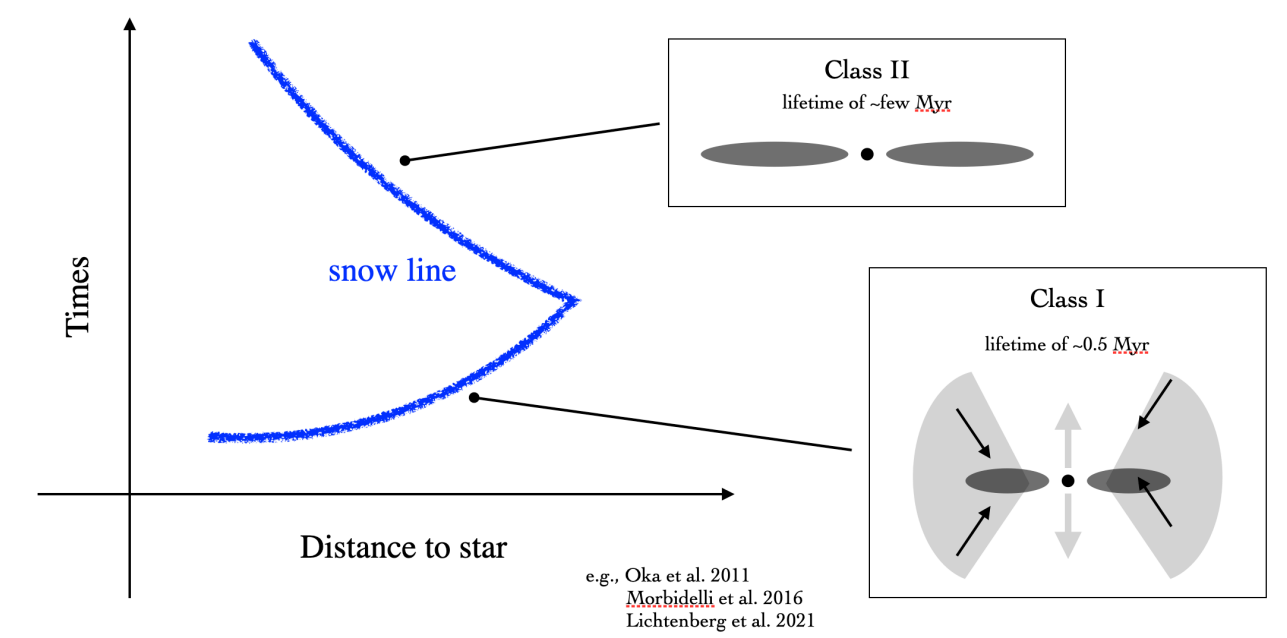 Class II
lifetime of ~few Myr
snow line
Times
Class I
lifetime of ~0.5 Myr
Distance to star
e.g., Oka et al. 2011
Morbidelli et al. 2016
Lichtenberg et al. 2021